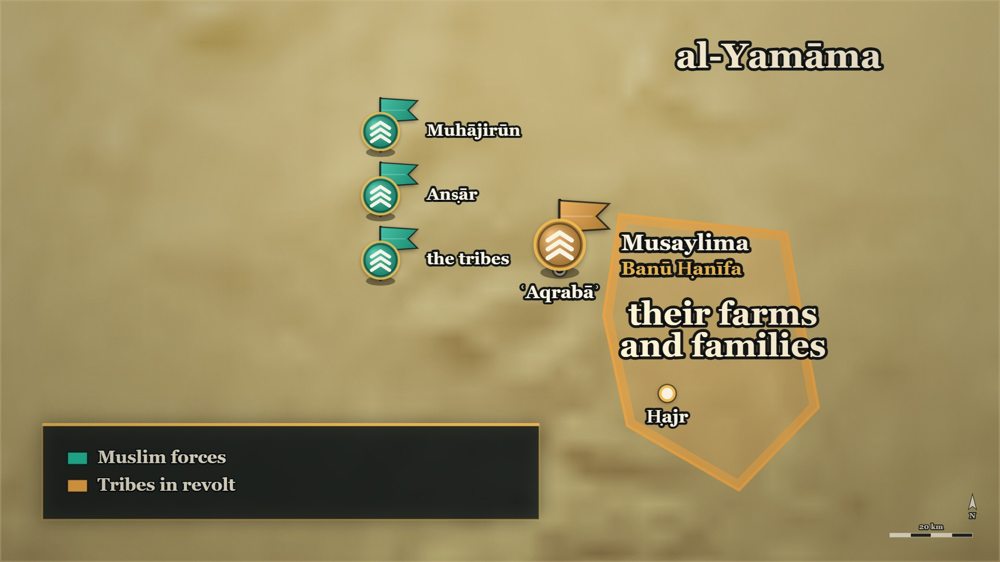 al-Yamāma
Muhājirūn
Anṣār
the tribes
Musaylima
Banū Ḥanīfa
ʿAqrabāʾ
their farms
and families
Ḥajr
Muslim forces
Tribes in revolt
N
20 km